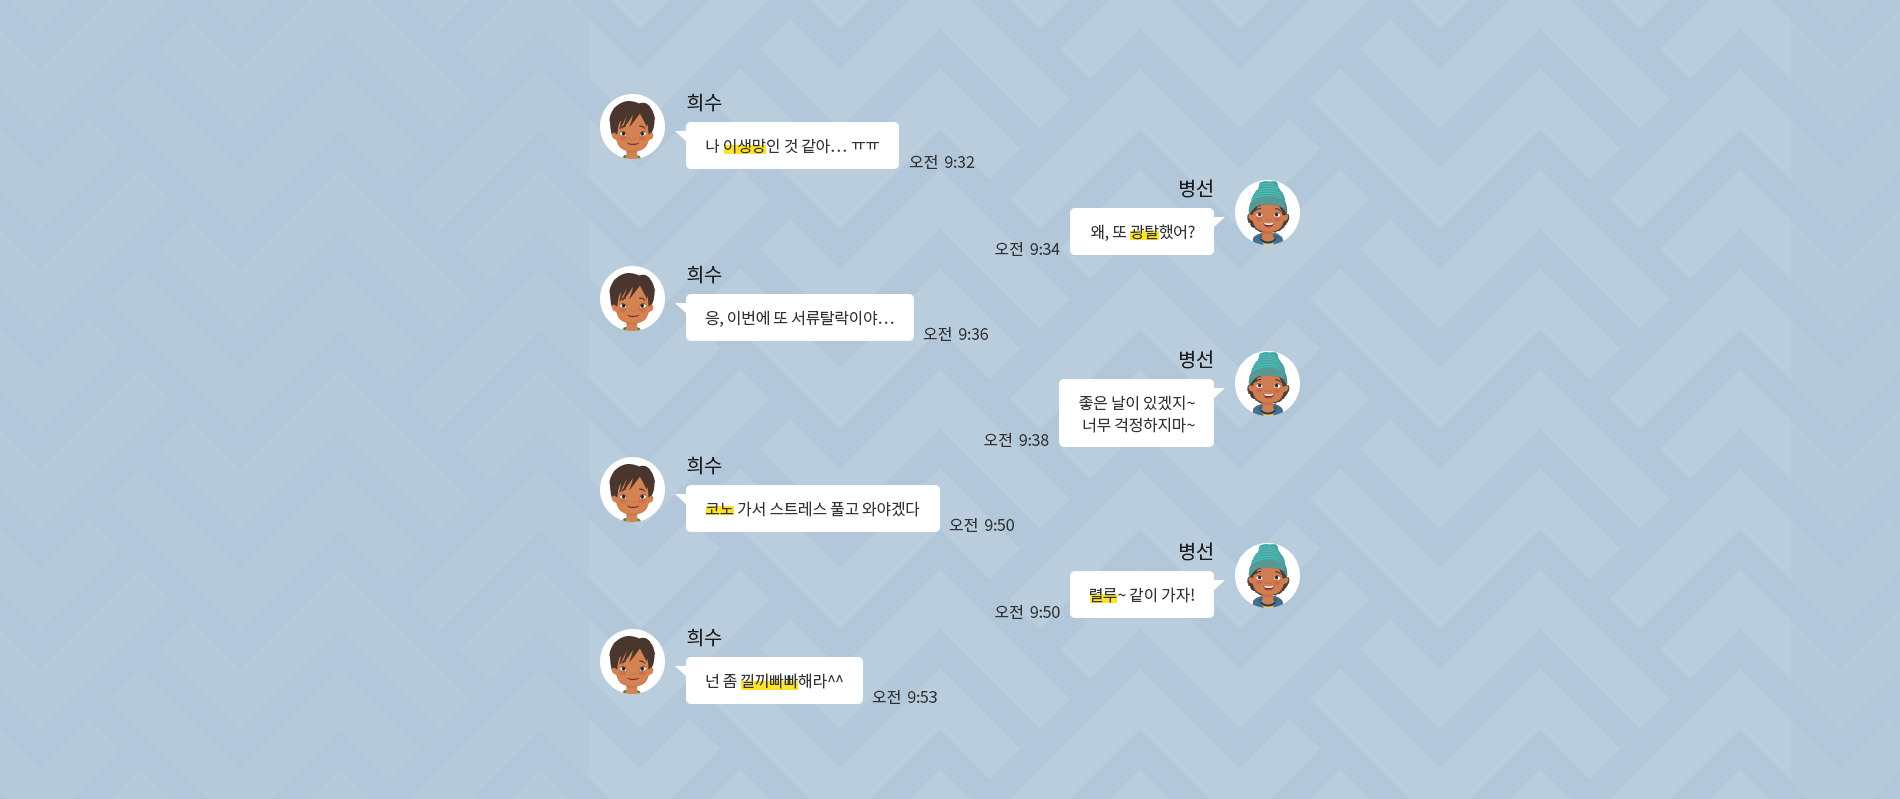 희수
나 이생망인 것 같아... ㅠㅠ
오전 9:32
병선
왜, 또 광탈했어?
오전 9:34
희수
응, 이번에 또 서류탈락이야...
오전 9:36
병선
좋은 날이 있겠지~
너무 걱정하지마~
오전 9:38
희수
코노 가서 스트레스 풀고 와야겠다
오전 9:50
병선
렬루~ 같이 가자!
오전 9:50
희수
넌 좀 낄끼빠빠해라^^
오전 9:53